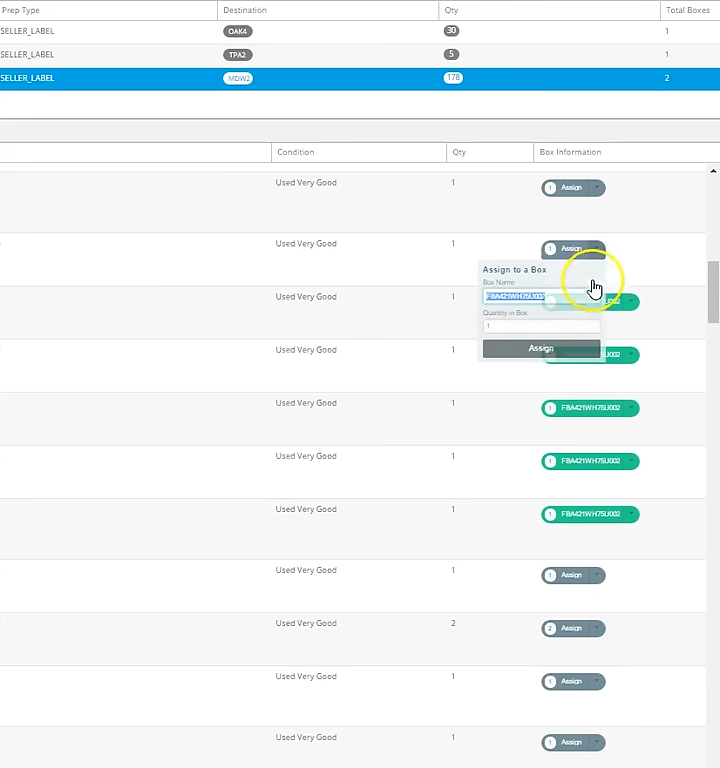 Prep Type Destination Qty Total Boxes
SELLER_LABEL OAK4 30 1
SELLER_LABEL TPA2 5 1
SELLER_LABEL MDW2 178 2
Condition Qty Box Information
Used Very Good 1 1 Assign
Used Very Good 1 1 Assign
Assign to a Box
Box Name
Used Very Good 1 FBA421WH75U002
Quantity in Box
1
Used Very Good 1 Assign
Used Very Good 1 1 FBA421WH75U002
Used Very Good 1 1 FBA421WH75U002
Used Very Good 1 1 FBA421WH75U002
Used Very Good 1 1 Assign
Used Very Good 2 2 Assign
Used Very Good 1 1 Assign
Used Very Good 1 1 Assign